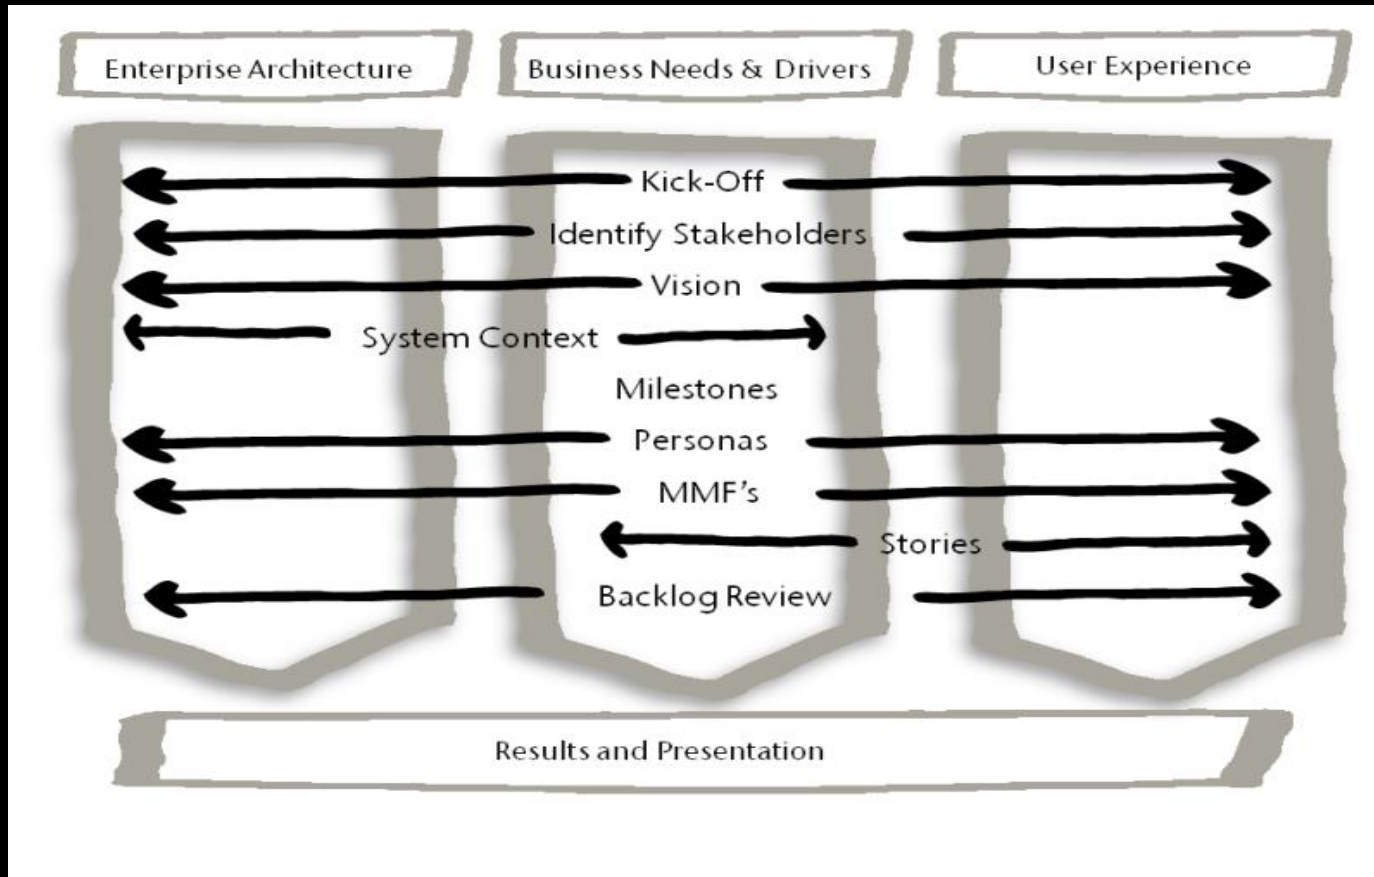 Enterprise Architecture
Business Needs & Drivers
User Experience
Kick-Off
Identify Stakeholders
Vision
System Context
Milestones
Personas
MMF's
Stories
Backlog Review
Results and Presentation